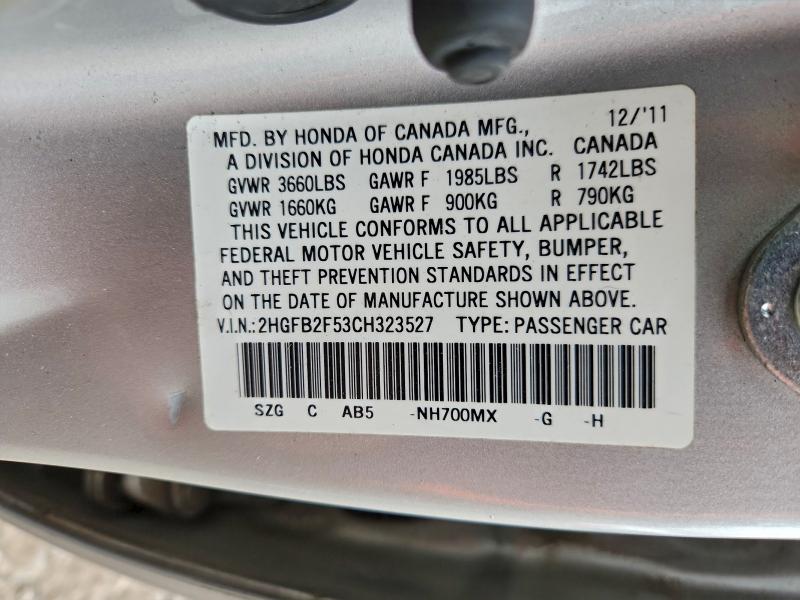 12/'11
MFD. BY HONDA OF CANADA MFG.,
A DIVISION OF HONDA CANADA INC. CANADA
GVWR 3660LBS GAWR F 1985LBS R 1742LBS
GVWR 1660KG GAWR F 900KG R 790KG
THIS VEHICLE CONFORMS TO ALL APPLICABLE
FEDERAL MOTOR VEHICLE SAFETY, BUMPER,
AND THEFT PREVENTION STANDARDS IN EFFECT
ON THE DATE OF MANUFACTURE SHOWN ABOVE.
V.I.N.: 2HGFB2F53CH323527 TYPE: PASSENGER CAR
SZG C AB5 -NH700MX -G -H